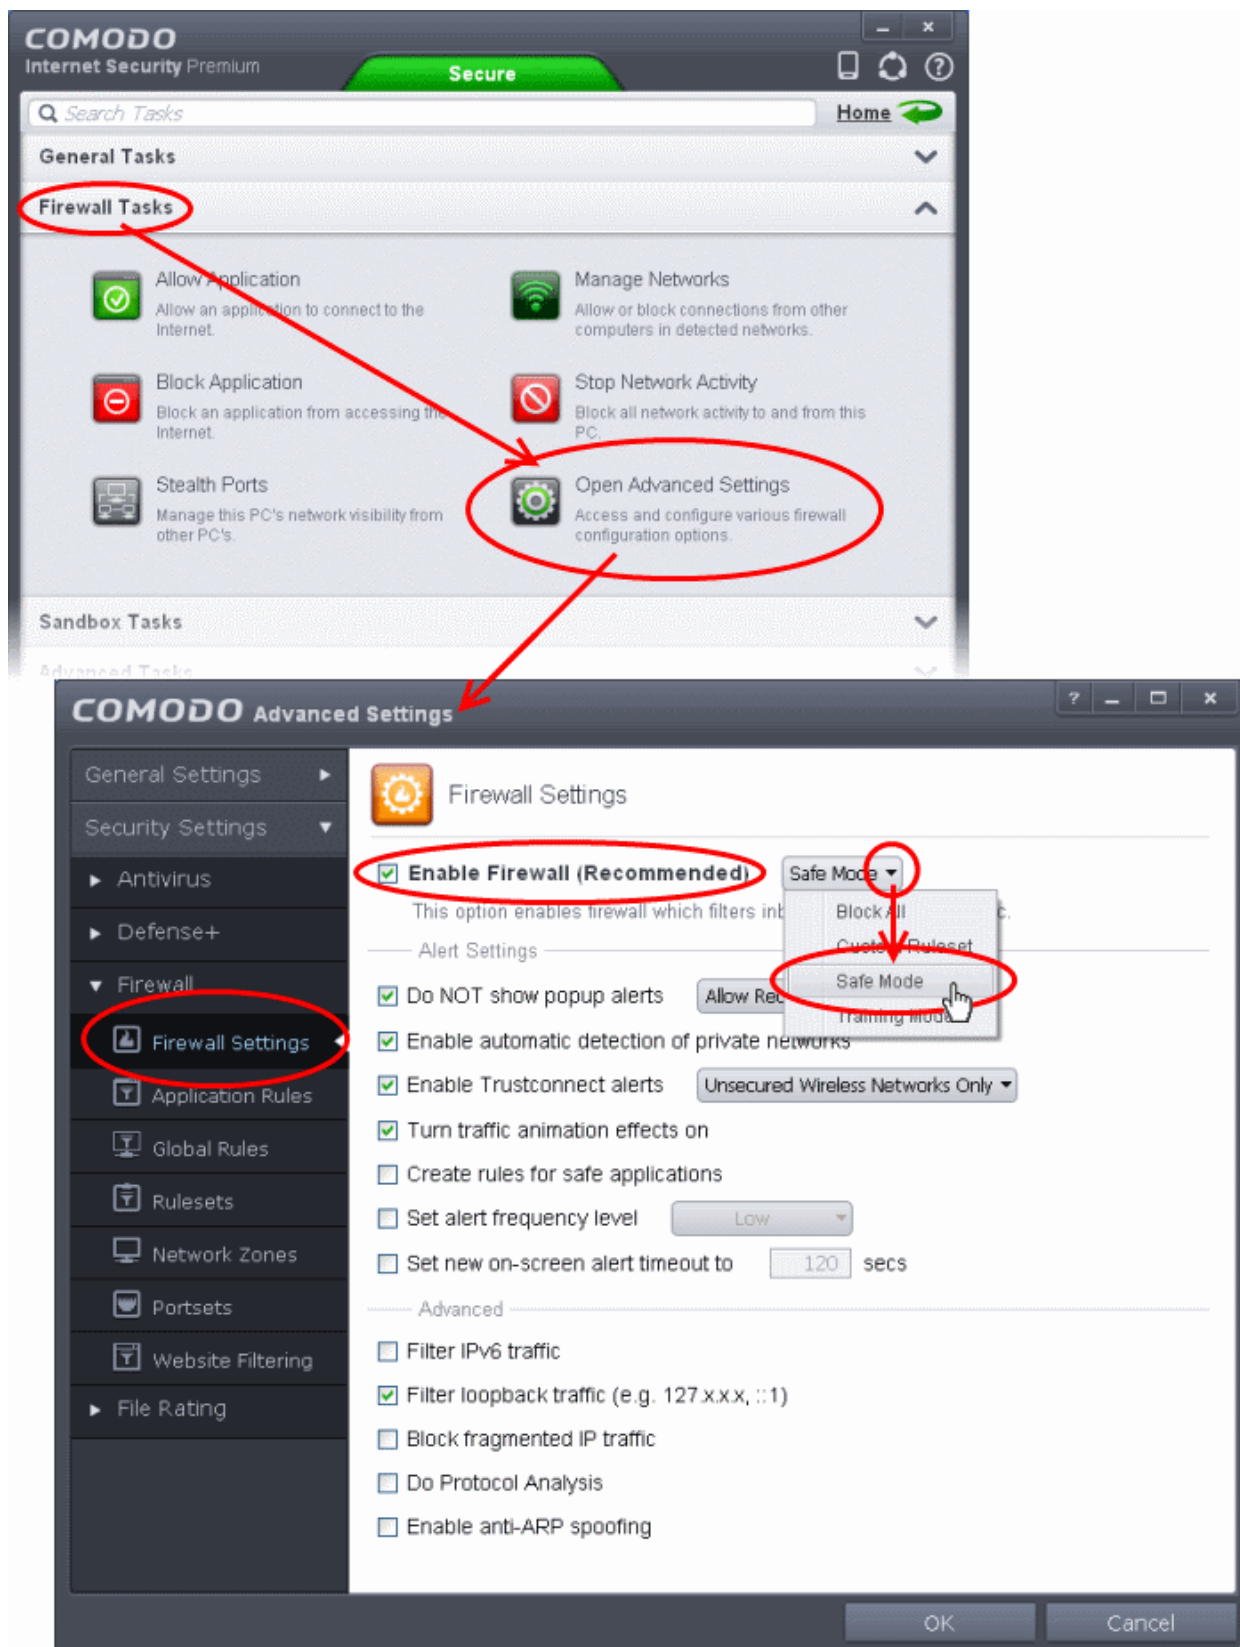 COMODO
Internet Security Premium
Secure
Search Tasks
Home
General Tasks
Firewall Tasks
Allow Application
Allow an application to connect to the
Internet.
Manage Networks
Allow or block connections from other
computers in detected networks.
Block Application
Block an application from accessing the
Internet.
Stop Network Activity
Block all network activity to and from this
PC.
Stealth Ports
Manage this PC's network visibility from
other PC's.
Open Advanced Settings
Access and configure various firewall
configuration options.
Sandbox Tasks
Advanced Tasks
COMODO Advanced Settings
General Settings
Security Settings
Antivirus
Defense+
Firewall
Firewall Settings
Application Rules
Global Rules
Rulesets
Network Zones
Portsets
Website Filtering
File Rating
Firewall Settings
Enable Firewall (Recommended)
Safe Mode
This option enables firewall which filters
Block All
Custom Ruleset
Safe Mode
Training Mode
Alert Settings
Do NOT show popup alerts
Allow
Enable automatic detection of private networks
Enable Trustconnect alerts
Unsecured Wireless Networks Only
Turn traffic animation effects on
Create rules for safe applications
Set alert frequency level
Low
Set new on-screen alert timeout to
120 secs
Advanced
Filter IPv6 traffic
Filter loopback traffic (e.g. 127.x.x.x, ::1)
Block fragmented IP traffic
Do Protocol Analysis
Enable anti-ARP spoofing
OK
Cancel